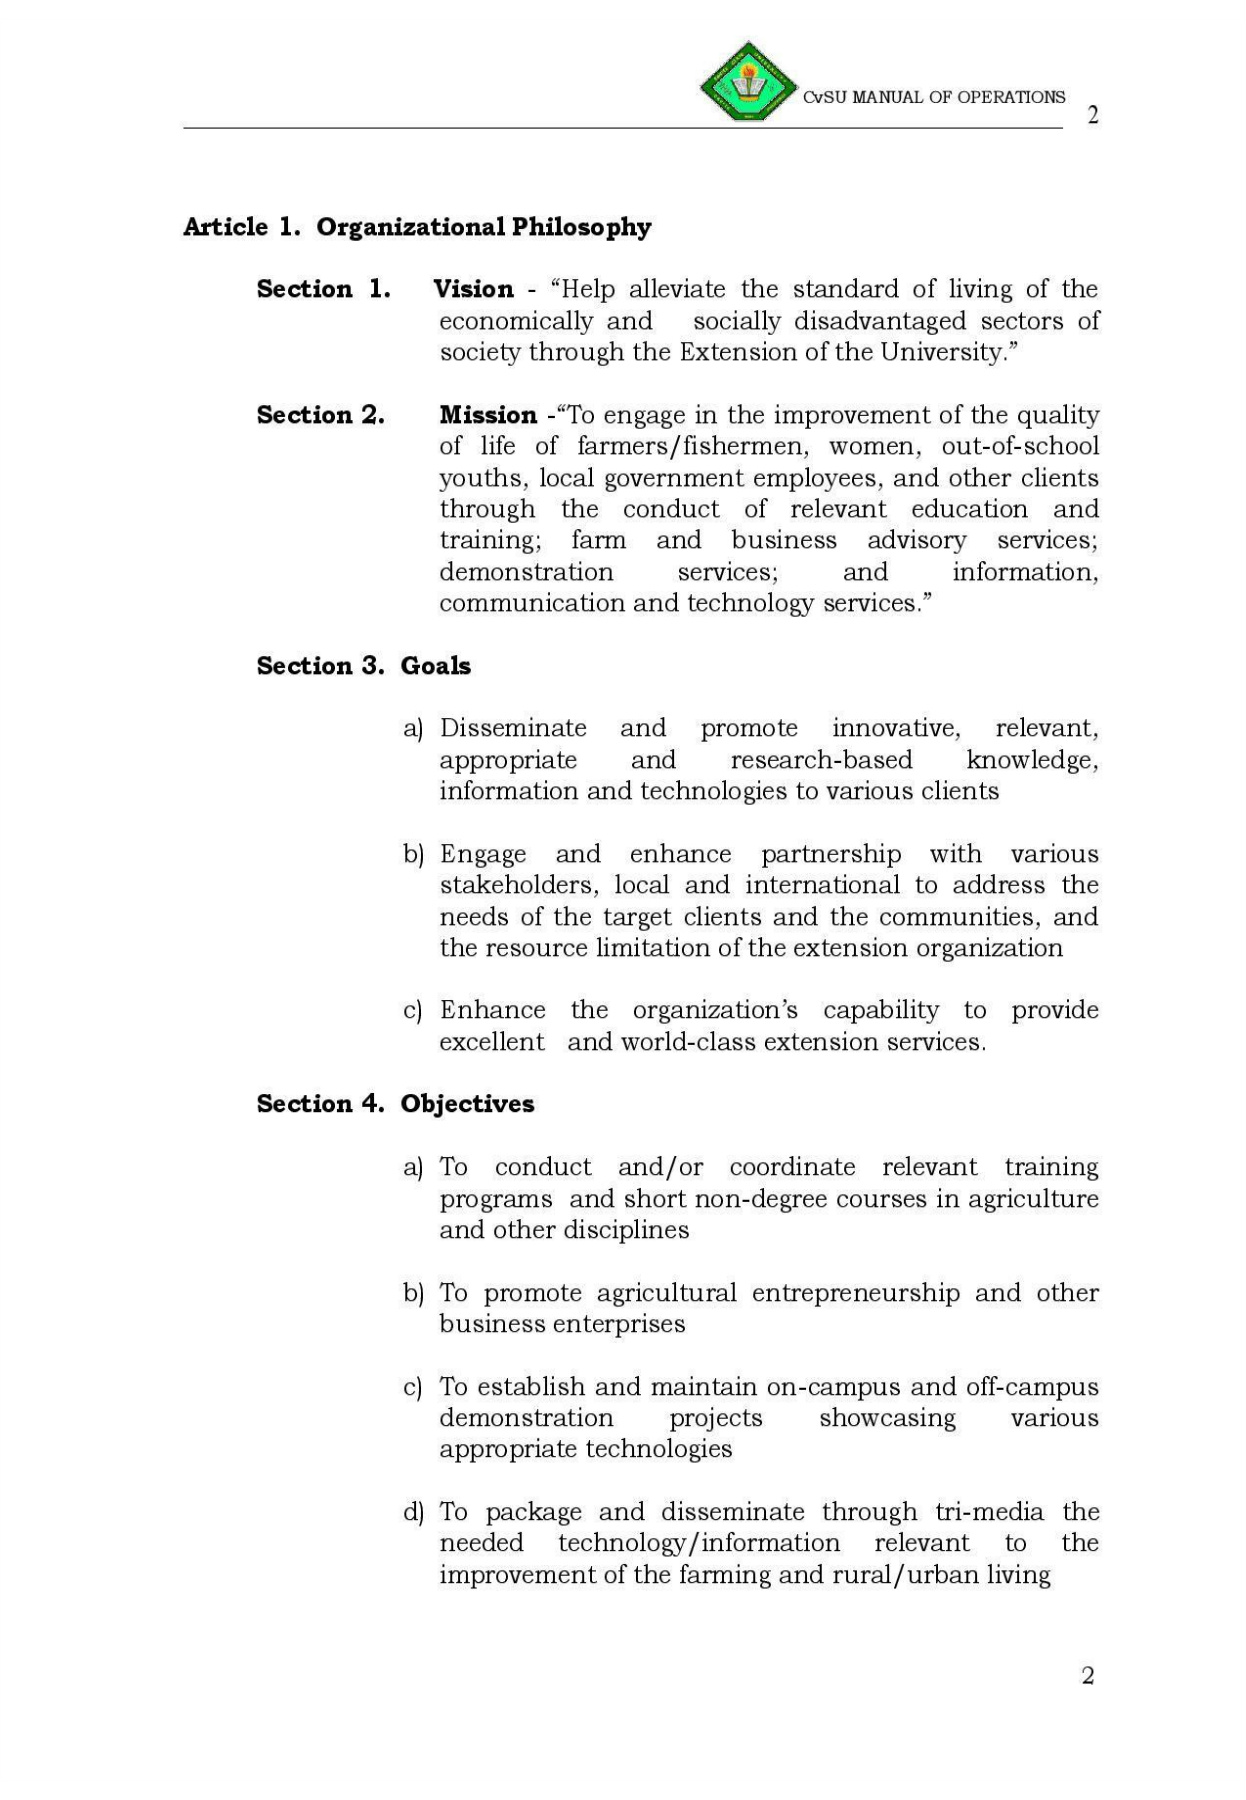 CvSU MANUAL OF OPERATIONS
2
Article 1. Organizational Philosophy
Section 1. Vision - “Help alleviate the standard of living of the
economically and socially disadvantaged sectors of
society through the Extension of the University.”
Section 2. Mission -“To engage in the improvement of the quality
of life of farmers/fishermen, women, out-of-school
youths, local government employees, and other clients
through the conduct of relevant education and
training; farm and business advisory services;
demonstration services; and information,
communication and technology services.”
Section 3. Goals
a) Disseminate and promote innovative, relevant,
appropriate and research-based knowledge,
information and technologies to various clients
b) Engage and enhance partnership with various
stakeholders, local and international to address the
needs of the target clients and the communities, and
the resource limitation of the extension organization
c) Enhance the organization’s capability to provide
excellent and world-class extension services.
Section 4. Objectives
a) To conduct and/or coordinate relevant training
programs and short non-degree courses in agriculture
and other disciplines
b) To promote agricultural entrepreneurship and other
business enterprises
c) To establish and maintain on-campus and off-campus
demonstration projects showcasing various
appropriate technologies
d) To package and disseminate through tri-media the
needed technology/information relevant to the
improvement of the farming and rural/urban living
2